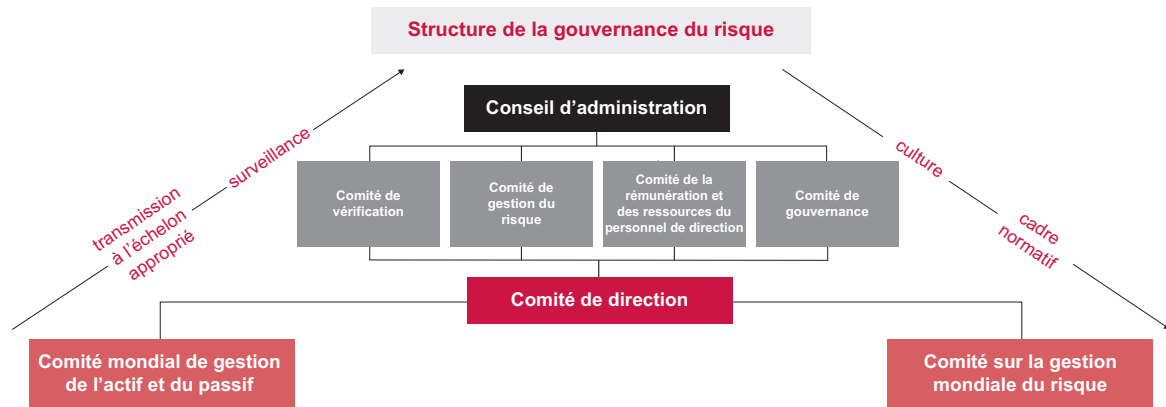 Structure de la gouvernance du risque
Conseil d'administration
surveillance
transmission
à l'échelon
approprié
culture
cadre
normatif
Comité de
vérification
Comité de
gestion du
risque
Comité de la
rémunération et
des ressources du
personnel de direction
Comité de
gouvernance
Comité de direction
Comité mondial de gestion
de l'actif et du passif
Comité sur la gestion
mondiale du risque